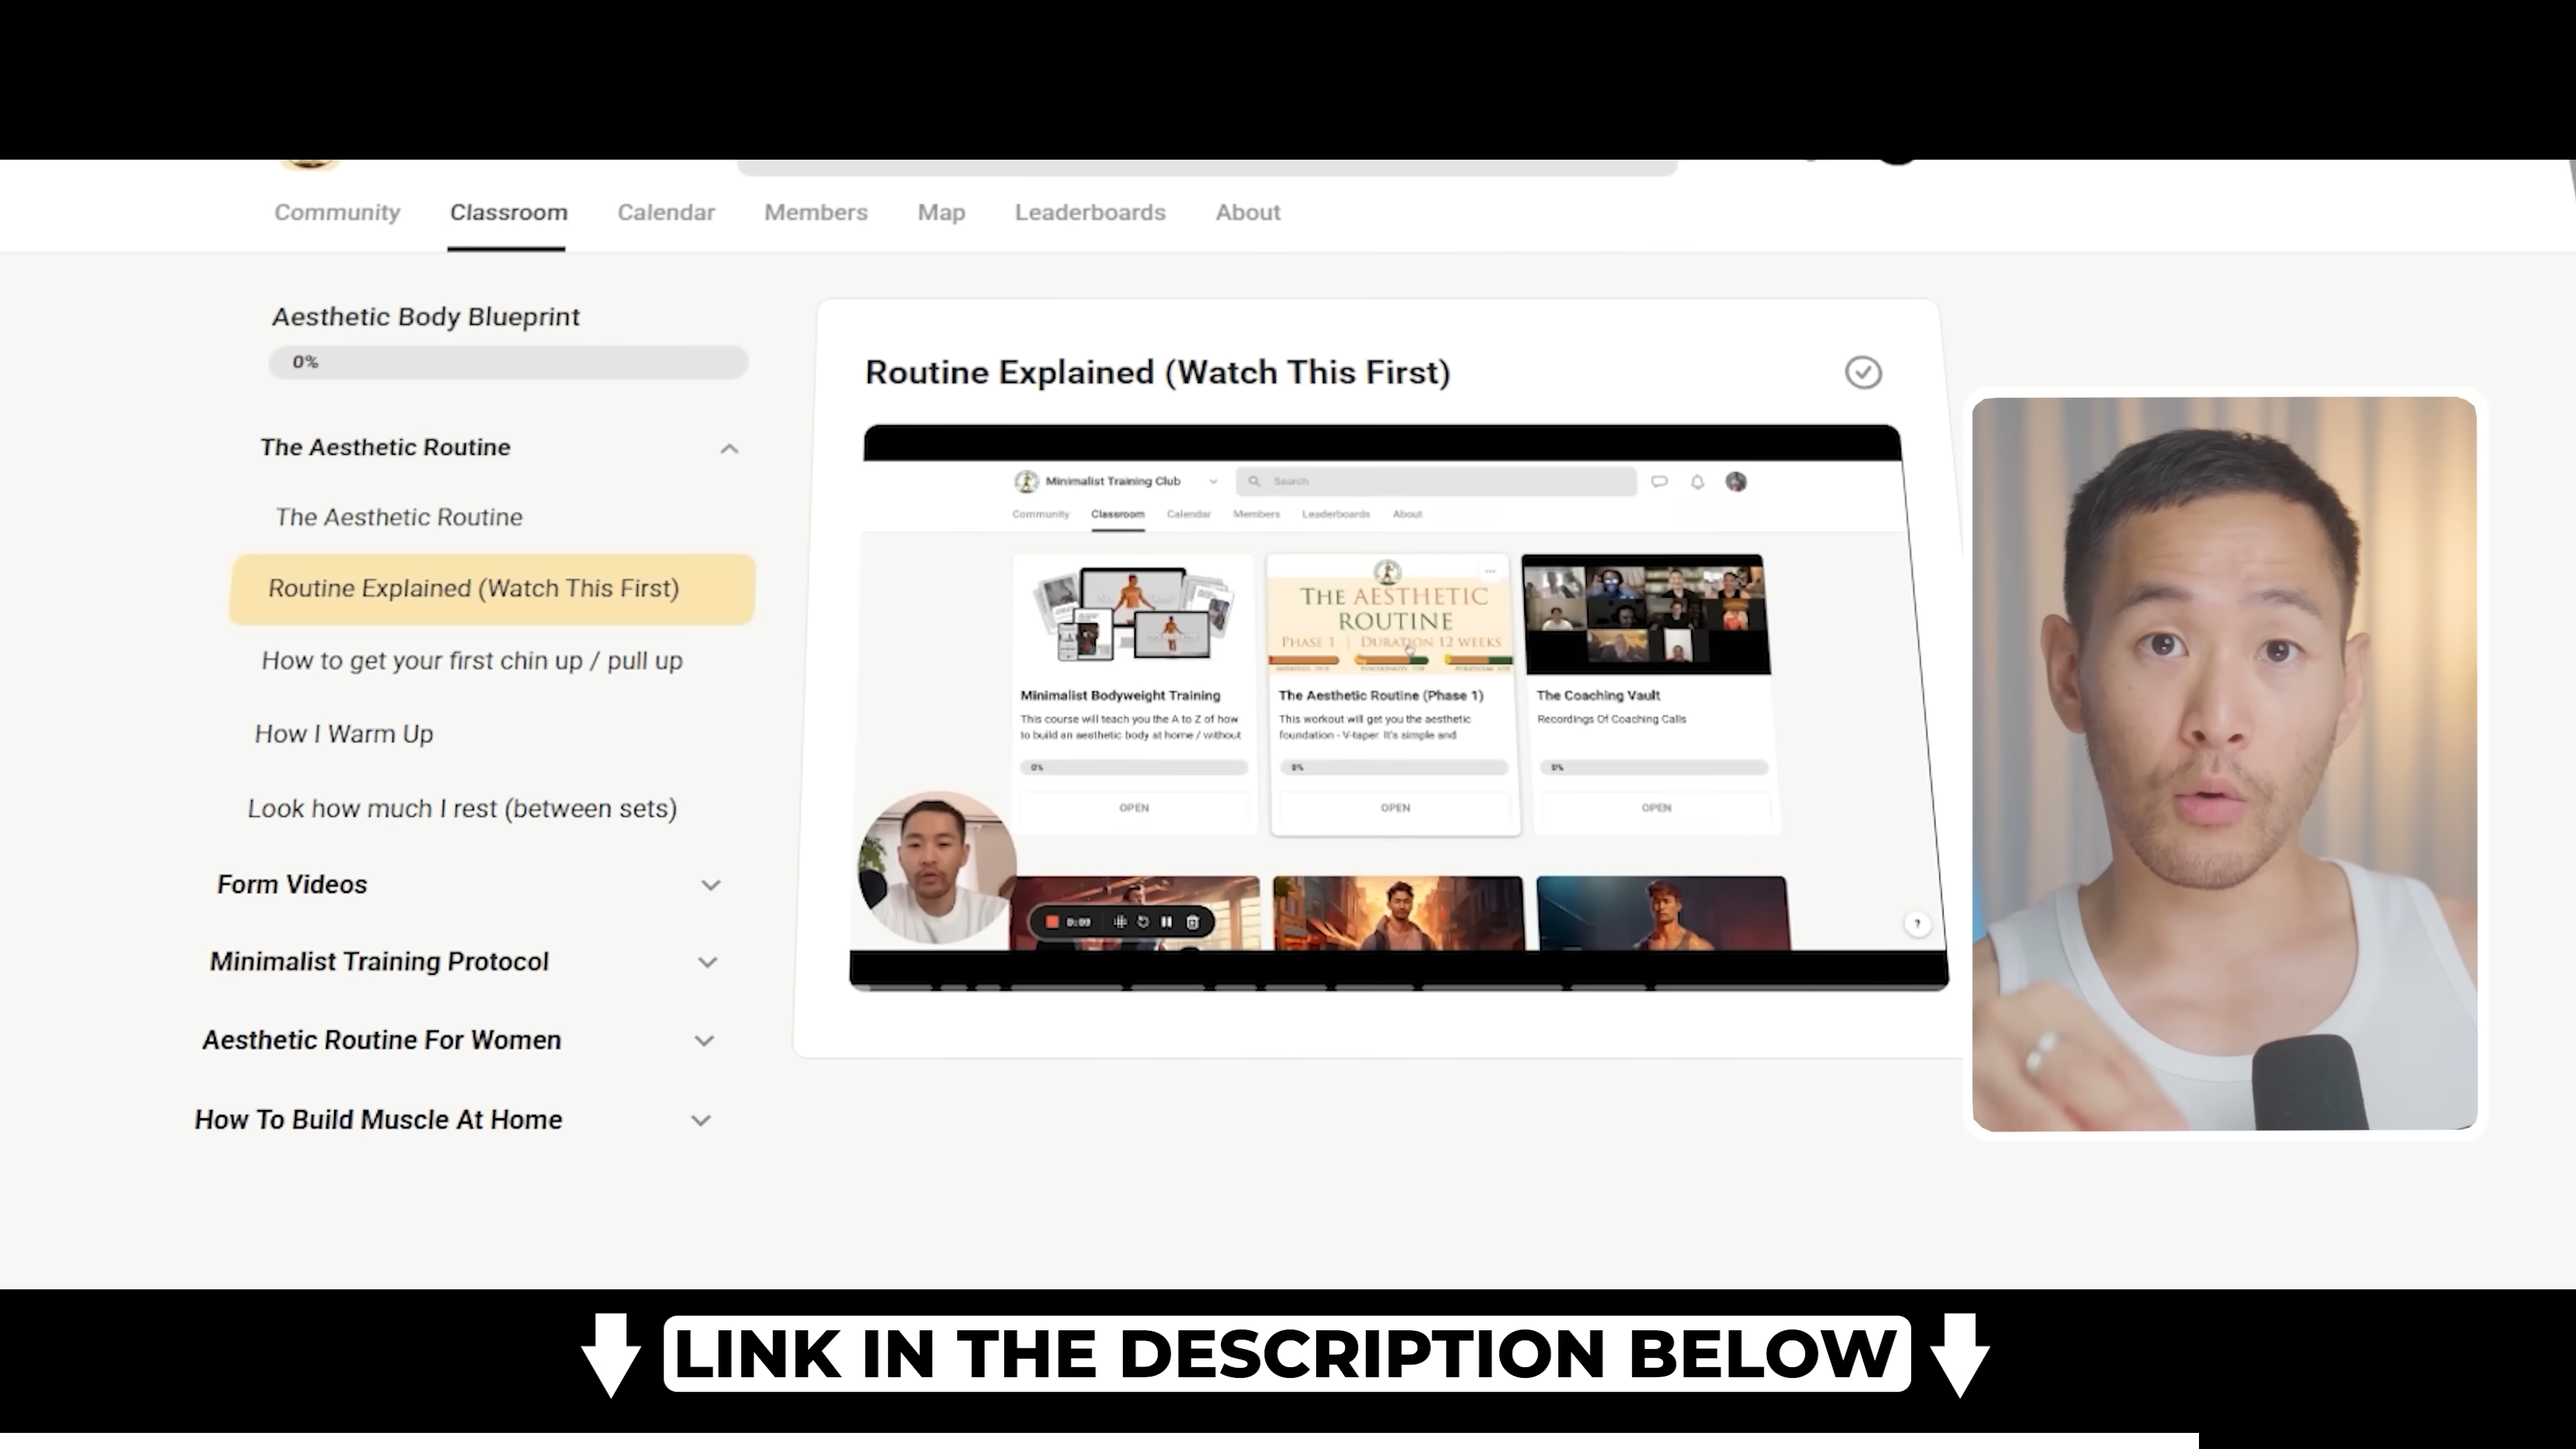 Community Classroom Calendar Members Map Leaderboards About
Aesthetic Body Blueprint
0%
The Aesthetic Routine
The Aesthetic Routine
Routine Explained (Watch This First)
How to get your first chin up / pull up
How I Warm Up
Look how much I rest (between sets)
Form Videos
Minimalist Training Protocol
Aesthetic Routine For Women
How To Build Muscle At Home
Routine Explained (Watch This First)
Minimalist Training Club
Search
Community Classroom Calendar Members Leaderboards About
THE AESTHETIC
ROUTINE
PHASE 1 | DURATION 12 WEEKS
Minimalist Bodyweight Training
This course will teach you the A to Z of how
to build an aesthetic body at home / without
0%
OPEN
The Aesthetic Routine (Phase 1)
This workout will get you the aesthetic
foundation - V-taper. It's simple and
0%
OPEN
The Coaching Vault
Recordings Of Coaching Calls
0%
OPEN
0:09
?
LINK IN THE DESCRIPTION BELOW